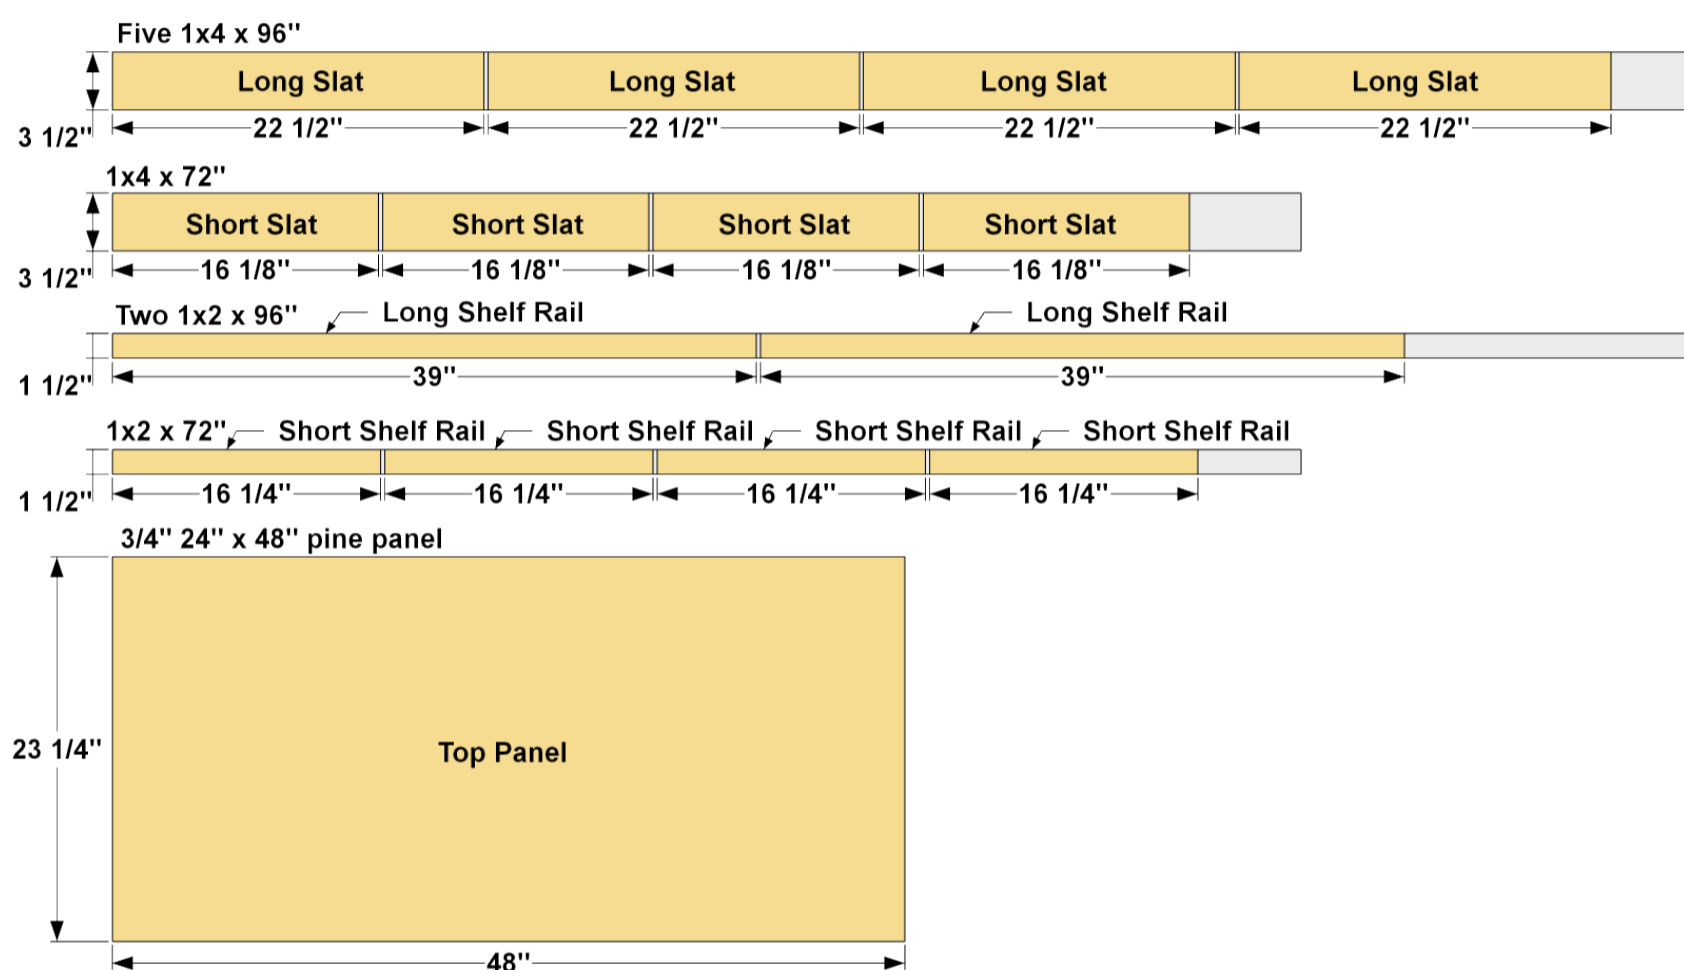 Five 1x4 x 96"
Long Slat Long Slat Long Slat Long Slat
3 1/2" 22 1/2" 22 1/2" 22 1/2" 22 1/2"
1x4 x 72"
Short Slat Short Slat Short Slat Short Slat
3 1/2" 16 1/8" 16 1/8" 16 1/8" 16 1/8"
Two 1x2 x 96" Long Shelf Rail Long Shelf Rail
1 1/2" 39" 39"
1x2 x 72" Short Shelf Rail Short Shelf Rail Short Shelf Rail Short Shelf Rail
1 1/2" 16 1/4" 16 1/4" 16 1/4" 16 1/4"
3/4" 24" x 48" pine panel
23 1/4" Top Panel
48"